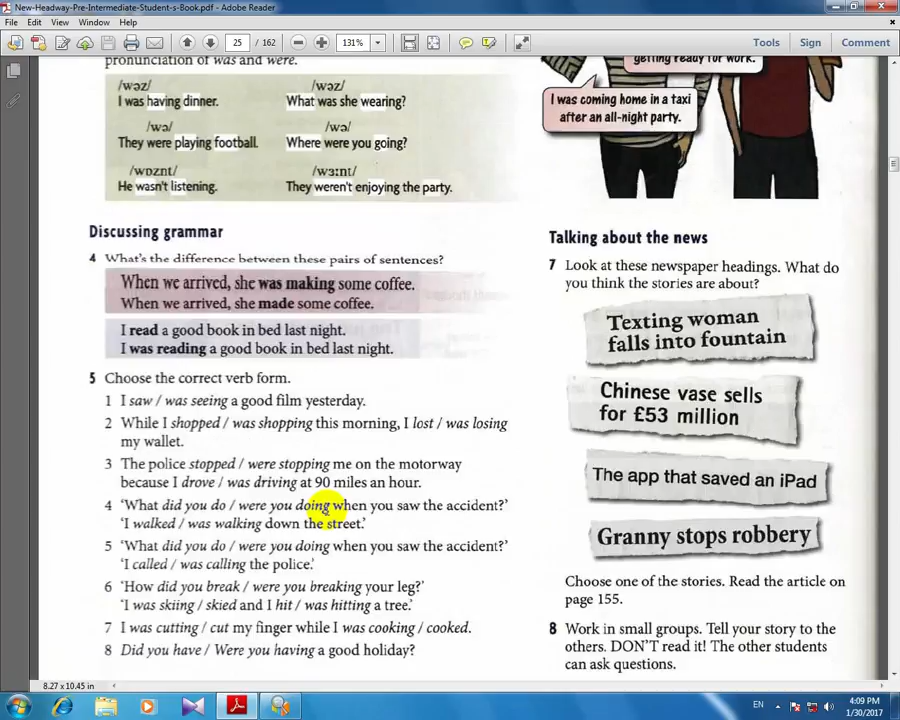 New-Headway-Pre-Intermediate-Student-s-Book.pdf - Adobe Reader
File Edit View Window Help
25 / 162 131% Tools Sign Comment
pronunciation of was and were.
/wəz/ /wəz/
I was having dinner. What was she wearing?
/wə/ /wə/
They were playing football. Where were you going?
/wɒznt/ /wɜːnt/
He wasn't listening. They weren't enjoying the party.
Discussing grammar
4 What's the difference between these pairs of sentences?
When we arrived, she was making some coffee.
When we arrived, she made some coffee.
I read a good book in bed last night.
I was reading a good book in bed last night.
5 Choose the correct verb form.
1 I saw / was seeing a good film yesterday.
2 While I shopped / was shopping this morning, I lost / was losing
my wallet.
3 The police stopped / were stopping me on the motorway
because I drove / was driving at 90 miles an hour.
4 'What did you do / were you doing when you saw the accident?'
'I walked / was walking down the street.'
5 'What did you do / were you doing when you saw the accident?'
'I called / was calling the police.'
6 'How did you break / were you breaking your leg?'
'I was skiing / skied and I hit / was hitting a tree.'
7 I was cutting / cut my finger while I was cooking / cooked.
8 Did you have / Were you having a good holiday?
getting ready for work.
I was coming home in a taxi
after an all-night party.
Talking about the news
7 Look at these newspaper headings. What do
you think the stories are about?
Texting woman
falls into fountain
Chinese vase sells
for £53 million
The app that saved an iPad
Granny stops robbery
Choose one of the stories. Read the article on
page 155.
8 Work in small groups. Tell your story to the
others. DON'T read it! The other students
can ask questions.
8.27 x 10.45 in
EN 4:09 PM
1/30/2017